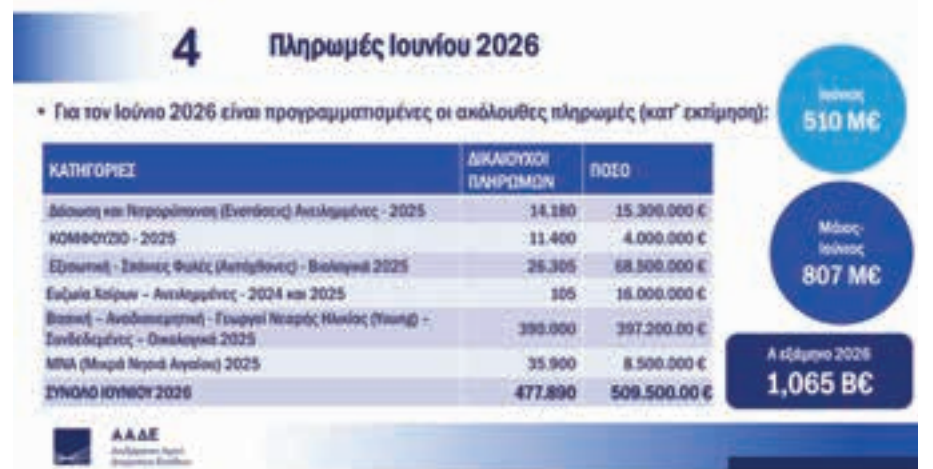 4 Πληρωμές Ιουνίου 2026
• Για τον Ιούνιο 2026 είναι προγραμματισμένες οι ακόλουθες πληρωμές (κατ' εκτίμηση):
Ιούνιος
510 Μ€
ΚΑΤΗΓΟΡΙΕΣ ΔΙΚΑΙΟΥΧΟΙ ΠΛΗΡΩΜΩΝ ΠΟΣΟ
Δάσωση και Νιτρορύπανση (Ενστάσεις) Ανειλημμένες - 2025 14.180 15.300.000 €
ΚΟΜΦΟΥΖΙΟ - 2025 11.400 4.000.000 €
Εξισωτική - Σπάνιες Φυλές (Αυτόχθονες) - Βιολογικά 2025 26.305 68.500.000 €
Ευζωία Χοίρων – Ανειλημμένες - 2024 και 2025 105 16.000.000 €
Βασική – Αναδιανεμητική - Γεωργοί Νεαρής Ηλικίας (Young) –
Συνδεδεμένες – Οικολογικά 2025 390.000 397.200.00 €
ΜΝΑ (Μικρά Νησιά Αιγαίου) 2025 35.900 8.500.000 €
ΣΥΝΟΛΟ ΙΟΥΝΙΟΥ 2026 477.890 509.500.00 €
Μάιος-
Ιούνιος
807 Μ€
Α εξάμηνο 2026
1,065 Β€
ΑΑΔΕ
Ανεξάρτητη Αρχή
Δημοσίων Εσόδων